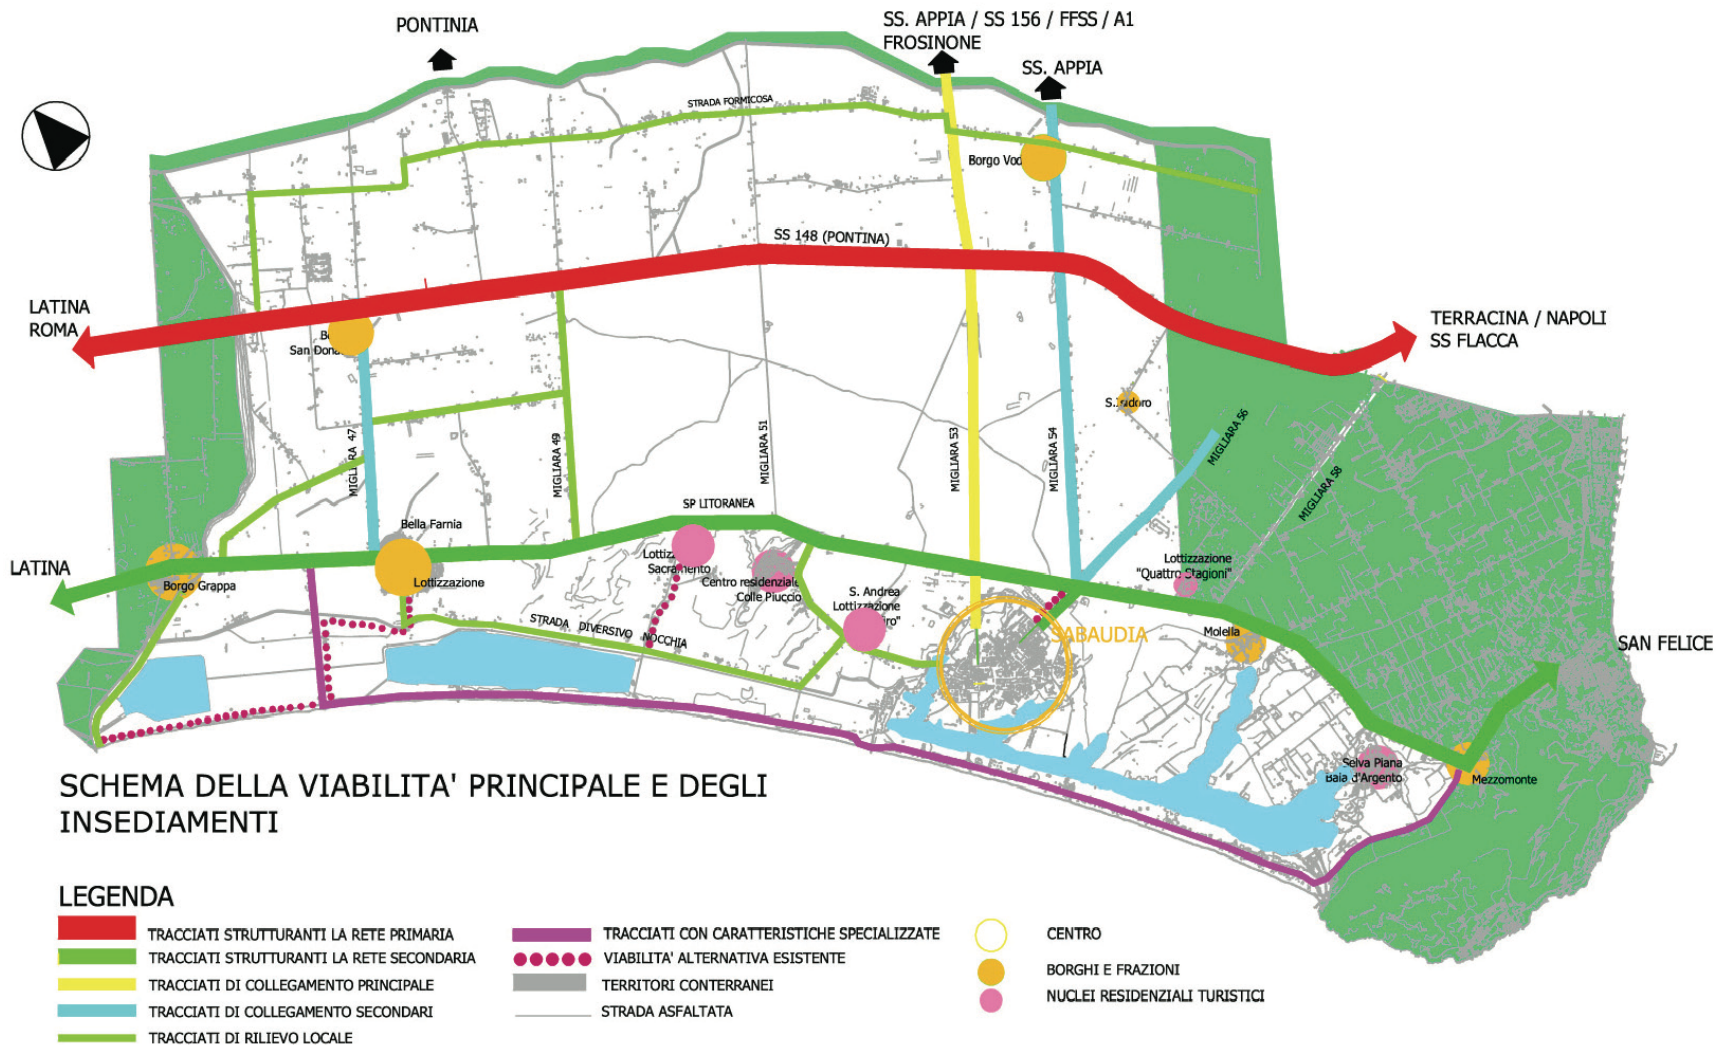 PONTINIA
SS. APPIA / SS 156 / FFSS / A1
FROSINONE
SS. APPIA
STRADA FORMICOSA
Borgo Vod
SS 148 (PONTINA)
LATINA
ROMA
TERRACINA / NAPOLI
SS FLACCA
San Dona
S. Isidoro
MIGLIARA 47
MIGLIARA 49
MIGLIARA 51
MIGLIARA 53
MIGLIARA 54
MIGLIARA 56
MIGLIARA 58
SP LITORANEA
Bella Farnia
Lottizzazione
LATINA
Borgo Grappa
Lottizz
Sacramento
Centro residenziale
Colle Piuccio
S. Andrea
Lottizzazione
STRADA DIVERSIVO NOCCHIA
SABAUDIA
Lottizzazione
"Quattro Stagioni"
Molella
SAN FELICE
Selva Piana
Baia d'Argento
Mezzomonte
SCHEMA DELLA VIABILITA' PRINCIPALE E DEGLI
INSEDIAMENTI
LEGENDA
TRACCIATI STRUTTURANTI LA RETE PRIMARIA
TRACCIATI STRUTTURANTI LA RETE SECONDARIA
TRACCIATI DI COLLEGAMENTO PRINCIPALE
TRACCIATI DI COLLEGAMENTO SECONDARI
TRACCIATI DI RILIEVO LOCALE
TRACCIATI CON CARATTERISTICHE SPECIALIZZATE
VIABILITA' ALTERNATIVA ESISTENTE
TERRITORI CONTERRANEI
STRADA ASFALTATA
CENTRO
BORGHI E FRAZIONI
NUCLEI RESIDENZIALI TURISTICI